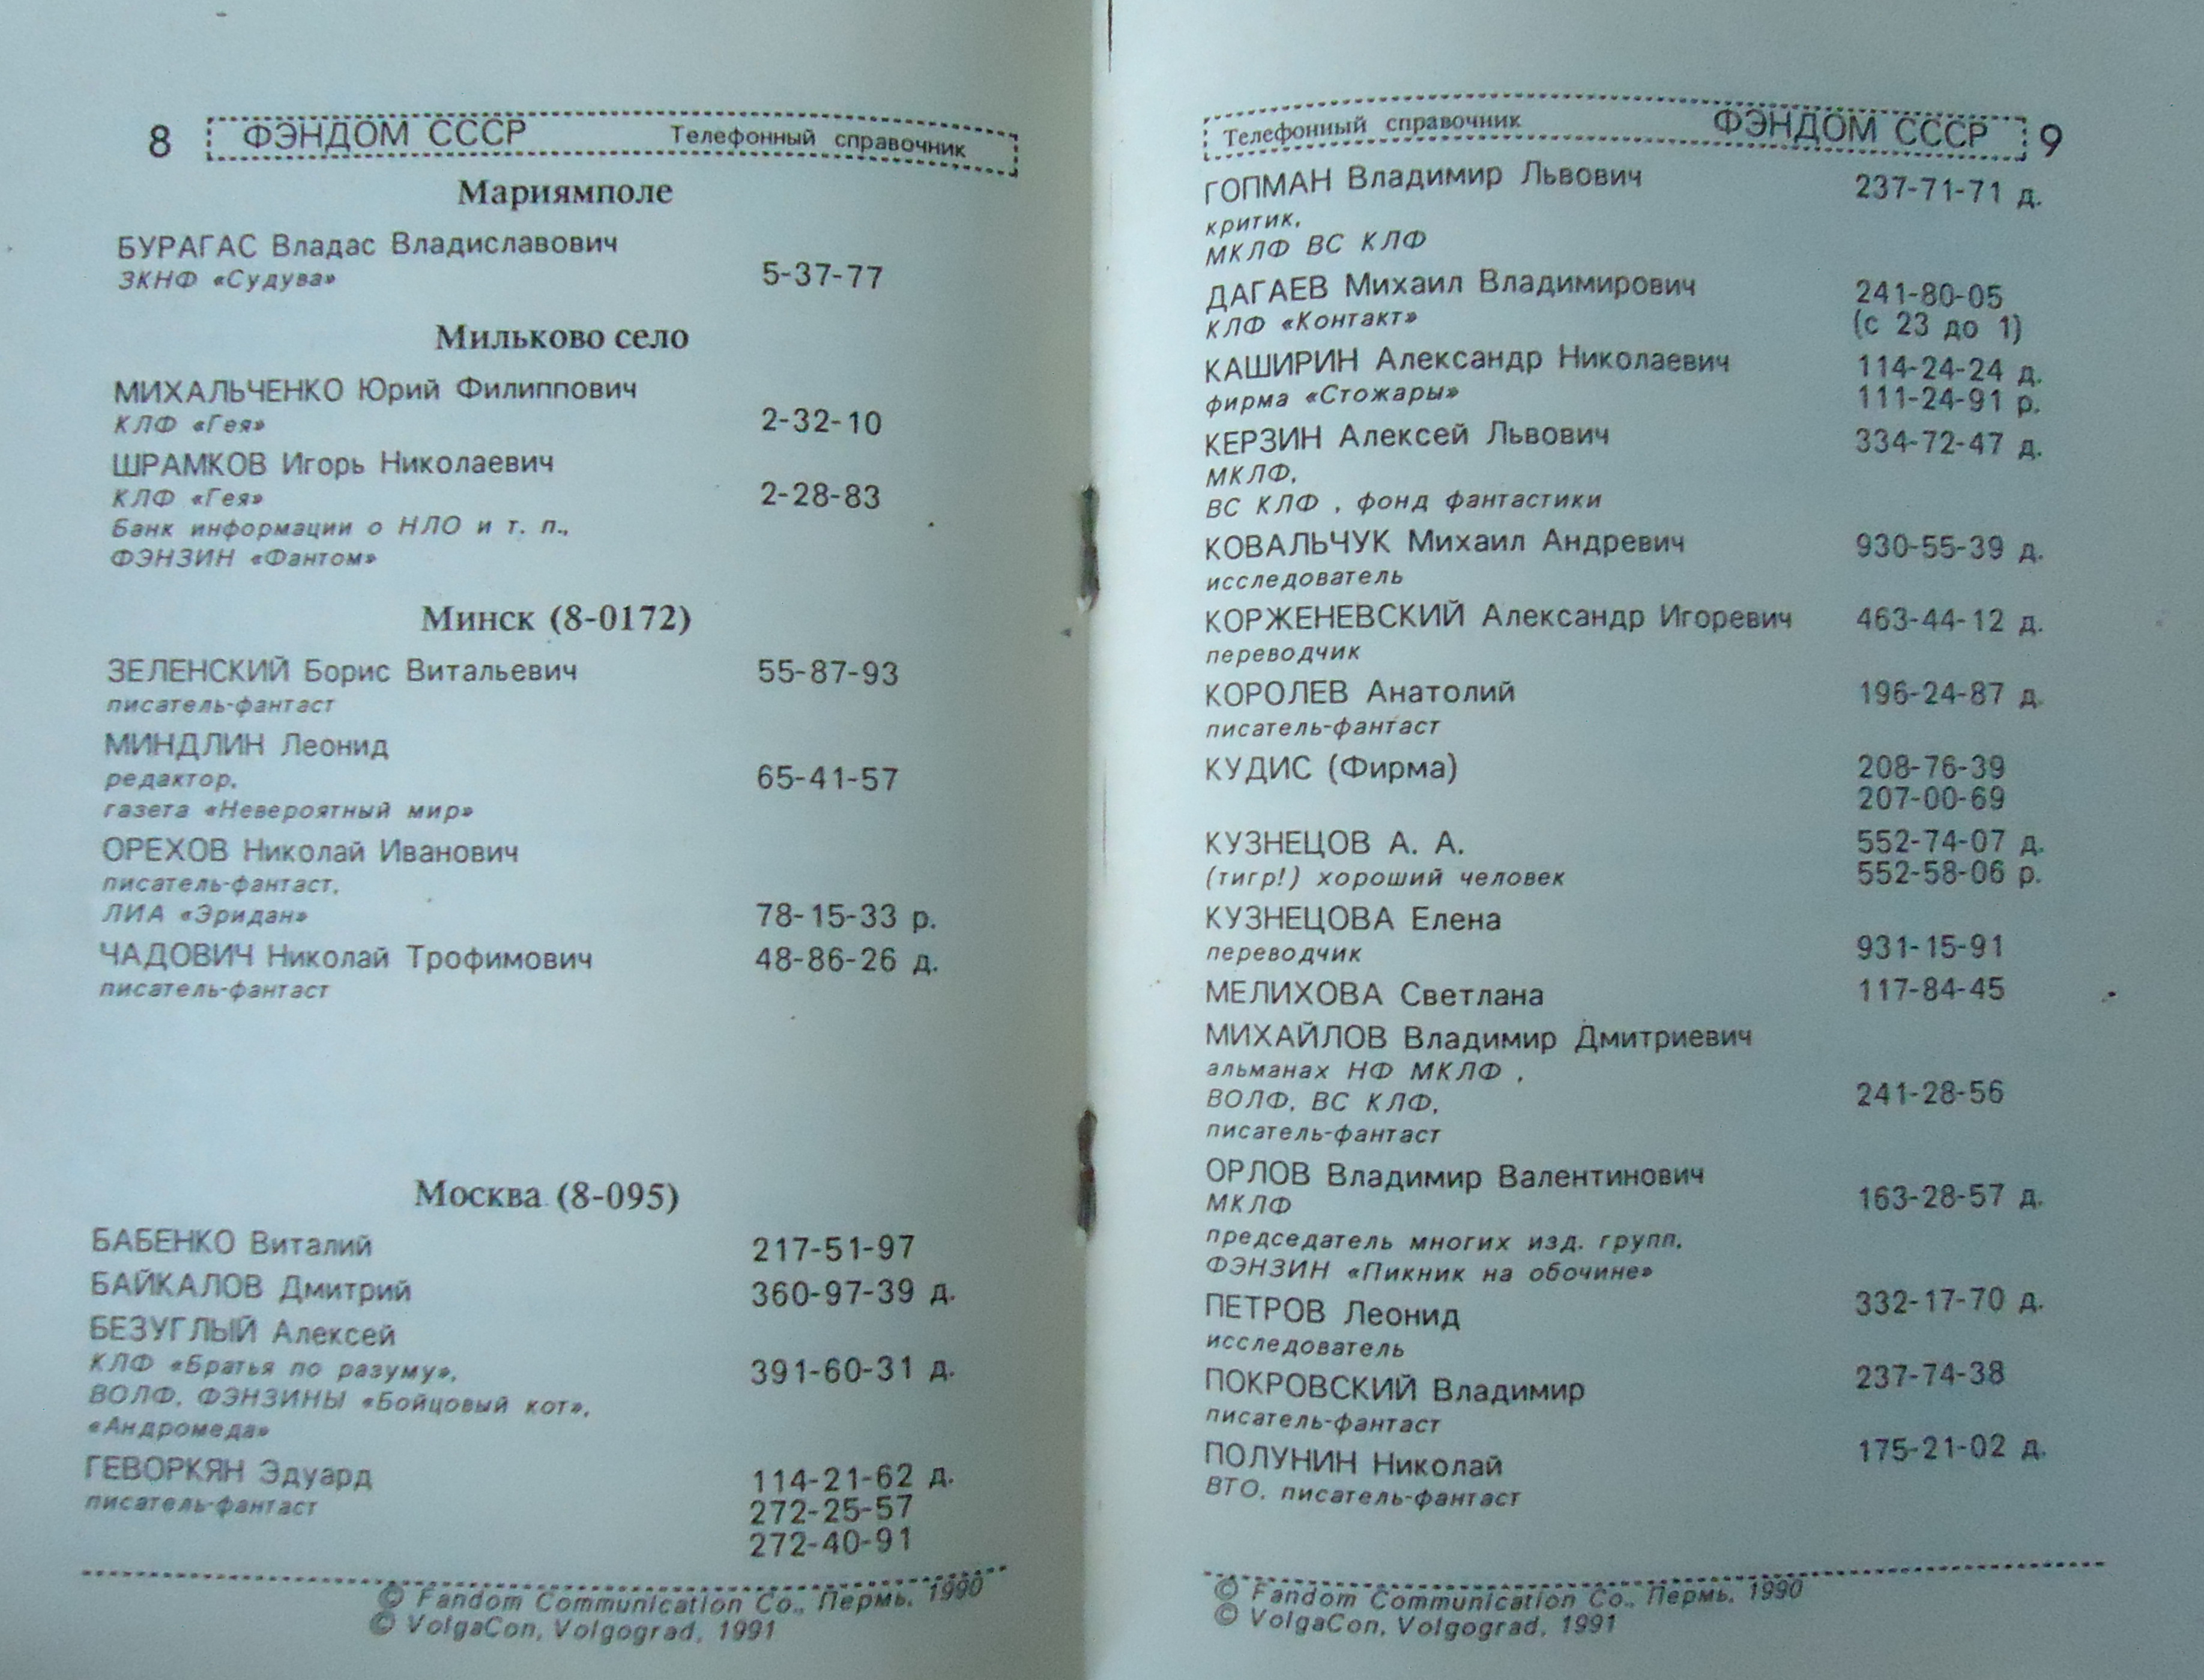 8 ФЭНДОМ СССР Телефонный справочник
Мариямполе
БУРАГАС Владас Владиславович
ЗКНФ «Судува» 5-37-77
Мильково село
МИХАЛЬЧЕНКО Юрий Филиппович
КЛФ «Гея» 2-32-10
ШРАМКОВ Игорь Николаевич
КЛФ «Гея» 2-28-83
Банк информации о НЛО и т. п.,
ФЭНЗИН «Фантом»
Минск (8-0172)
ЗЕЛЕНСКИЙ Борис Витальевич 55-87-93
писатель-фантаст
МИНДЛИН Леонид
редактор, 65-41-57
газета «Невероятный мир»
ОРЕХОВ Николай Иванович
писатель-фантаст,
ЛИА «Эридан» 78-15-33 р.
ЧАДОВИЧ Николай Трофимович 48-86-26 д.
писатель-фантаст
Москва (8-095)
БАБЕНКО Виталий 217-51-97
БАЙКАЛОВ Дмитрий 360-97-39 д.
БЕЗУГЛЫЙ Алексей
КЛФ «Братья по разуму», 391-60-31 д.
ВОЛФ, ФЭНЗИНЫ «Бойцовый кот»,
«Андромеда»
ГЕВОРКЯН Эдуард 114-21-62 д.
писатель-фантаст 272-25-57
272-40-91
© Fandom Communication Co., Пермь, 1990
© VolgaCon, Volgograd, 1991
Телефонный справочник ФЭНДОМ СССР 9
ГОПМАН Владимир Львович 237-71-71 д.
критик,
МКЛФ ВС КЛФ
ДАГАЕВ Михаил Владимирович 241-80-05
КЛФ «Контакт» (с 23 до 1)
КАШИРИН Александр Николаевич 114-24-24 д.
фирма «Стожары» 111-24-91 р.
КЕРЗИН Алексей Львович 334-72-47 д.
МКЛФ,
ВС КЛФ , фонд фантастики
КОВАЛЬЧУК Михаил Андревич 930-55-39 д.
исследователь
КОРЖЕНЕВСКИЙ Александр Игоревич 463-44-12 д.
переводчик
КОРОЛЕВ Анатолий 196-24-87 д.
писатель-фантаст
КУДИС (Фирма) 208-76-39
207-00-69
КУЗНЕЦОВ А. А. 552-74-07 д.
(тигр!) хороший человек 552-58-06 р.
КУЗНЕЦОВА Елена
переводчик 931-15-91
МЕЛИХОВА Светлана 117-84-45
МИХАЙЛОВ Владимир Дмитриевич
альманах НФ МКЛФ ,
ВОЛФ, ВС КЛФ, 241-28-56
писатель-фантаст
ОРЛОВ Владимир Валентинович
МКЛФ 163-28-57 д.
председатель многих изд. групп,
ФЭНЗИН «Пикник на обочине»
ПЕТРОВ Леонид 332-17-70 д.
исследователь
ПОКРОВСКИЙ Владимир 237-74-38
писатель-фантаст
ПОЛУНИН Николай 175-21-02 д.
ВТО, писатель-фантаст
© Fandom Communication Co., Пермь, 1990
© VolgaCon, Volgograd, 1991